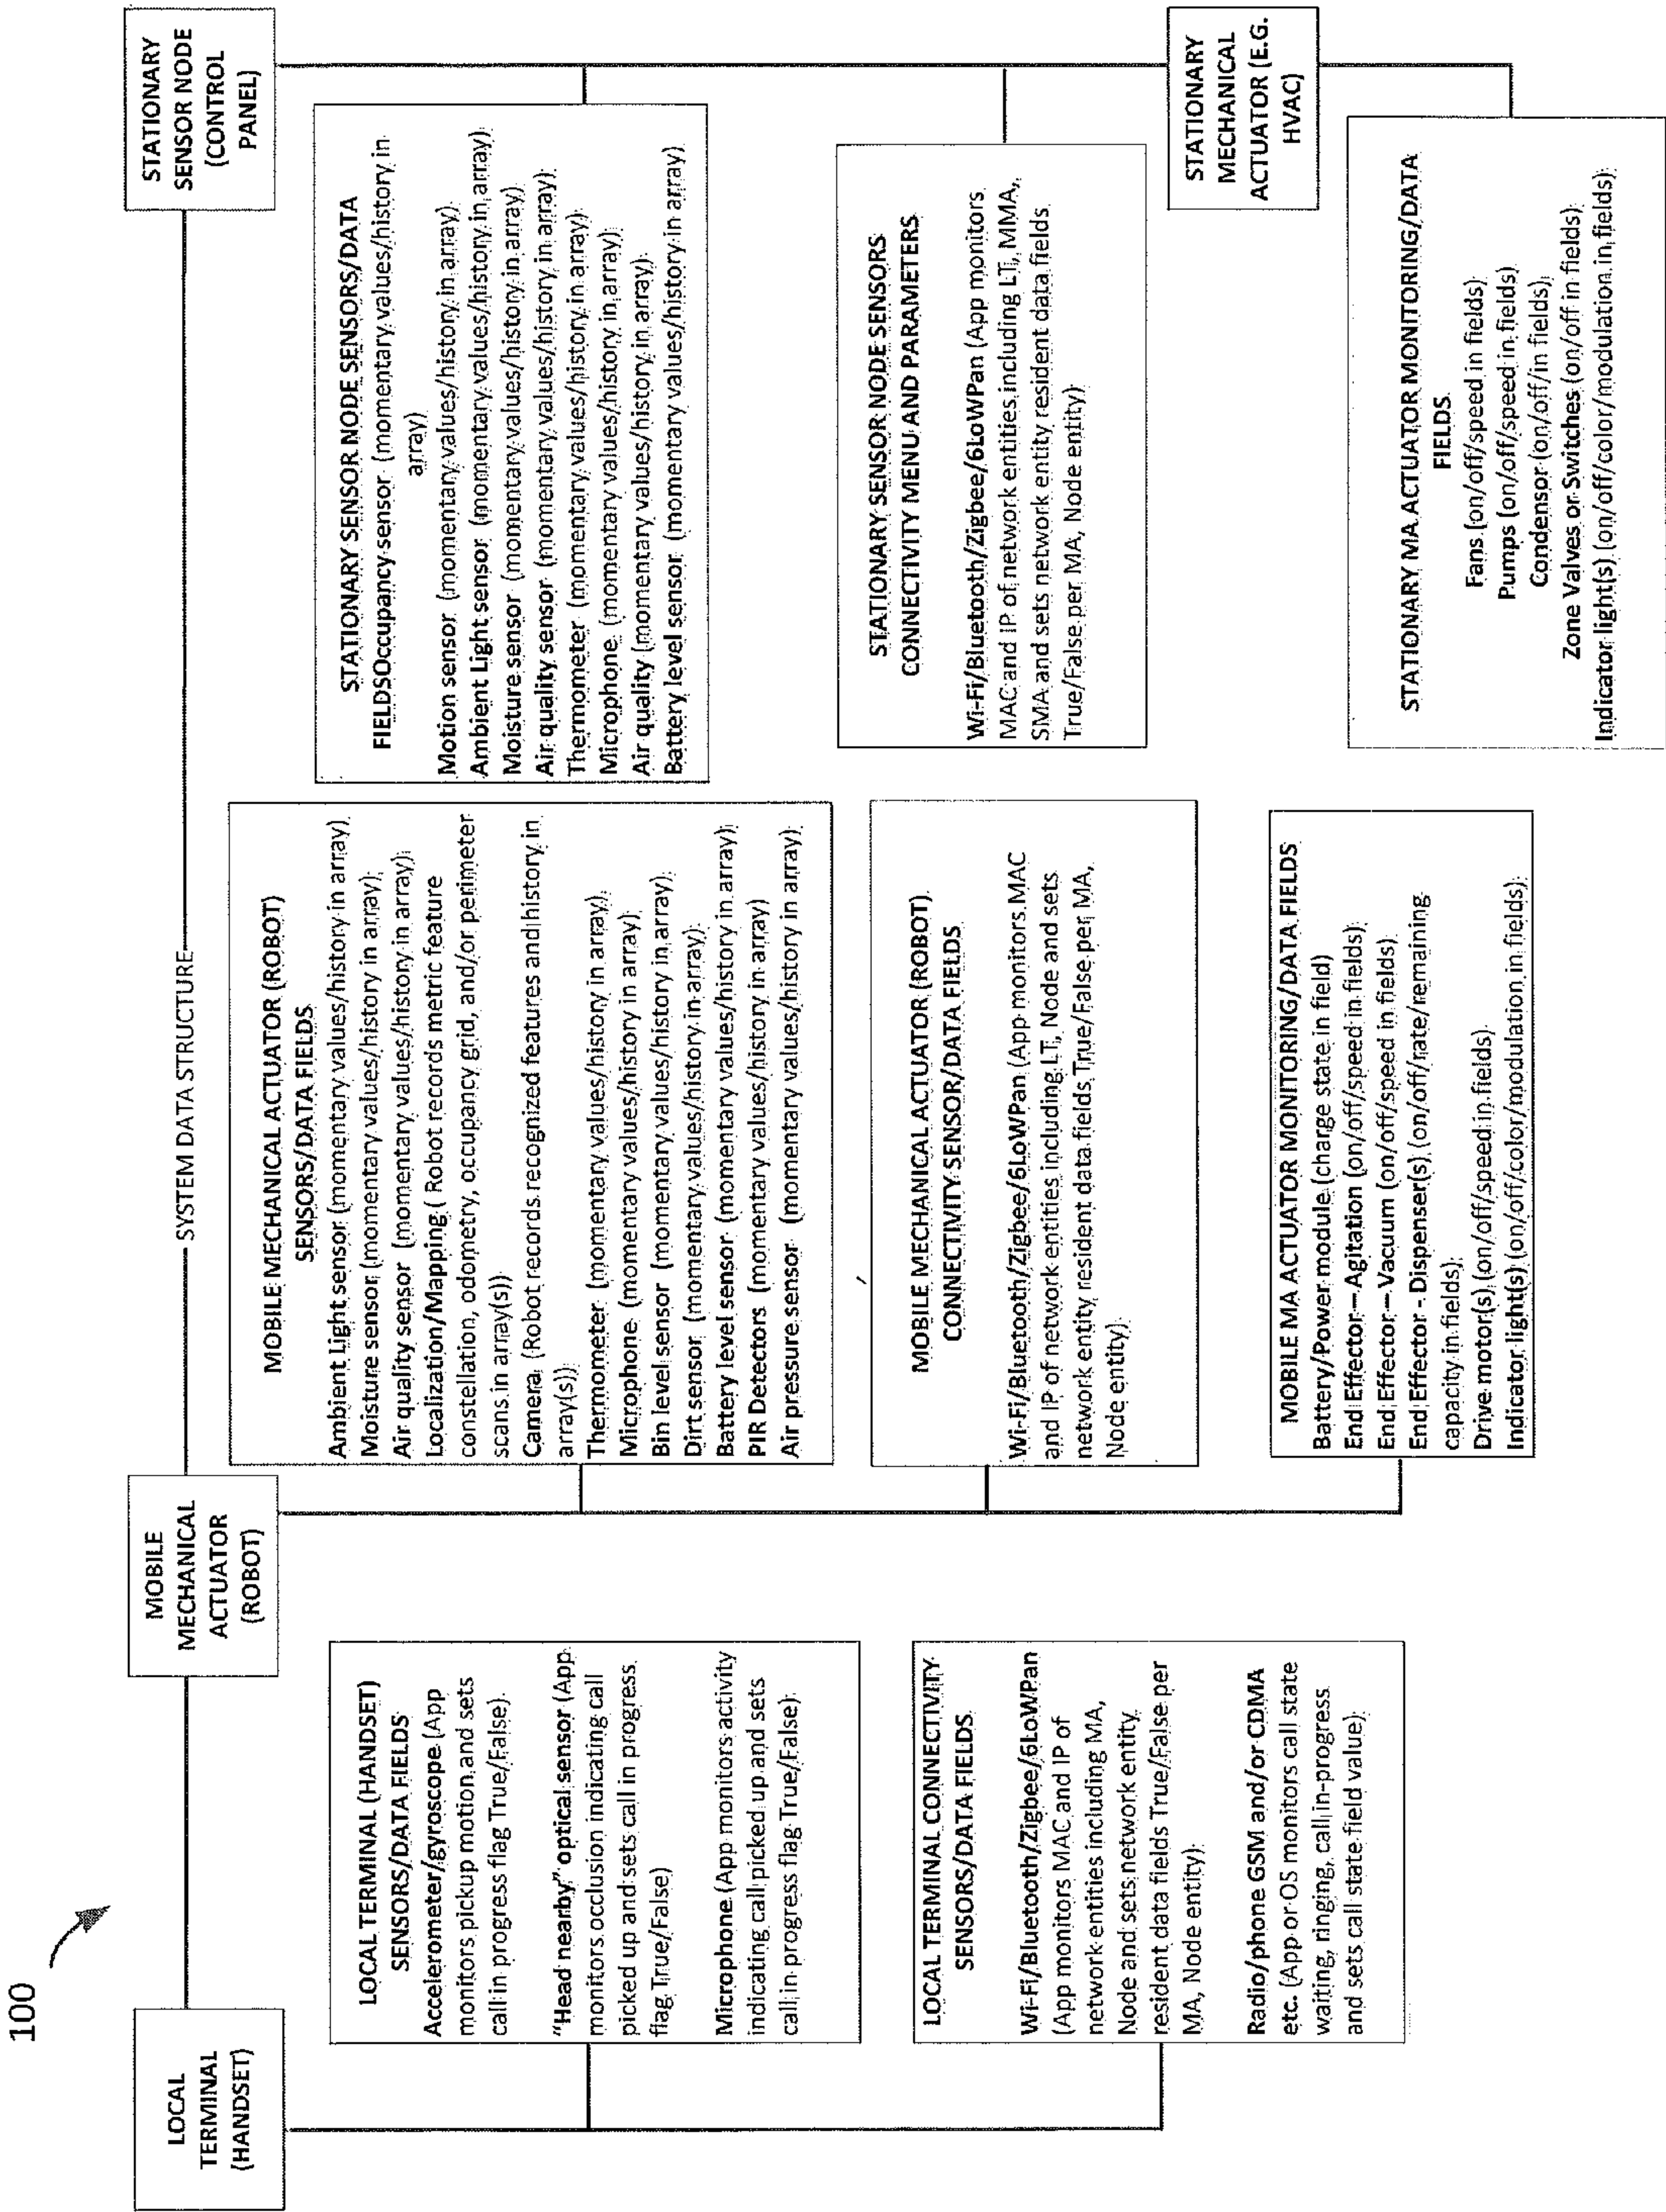 100
SYSTEM DATA STRUCTURE
LOCAL
TERMINAL
(HANDSET)
LOCAL TERMINAL (HANDSET)
SENSORS/DATA FIELDS
Accelerometer/gyroscope (App
monitors pickup motion and sets
call in progress flag True/False)
"Head nearby" optical sensor (App
monitors occlusion indicating call
picked up and sets call in progress
flag True/False)
Microphone (App monitors activity
indicating call picked up and sets
call in progress flag True/False)
LOCAL TERMINAL CONNECTIVITY
SENSORS/DATA FIELDS
Wi-Fi/Bluetooth/Zigbee/6LoWPan
(App monitors MAC and IP of
network entities including MA,
Node and sets network entity
resident data fields True/False per
MA, Node entity)
Radio/phone GSM and/or CDMA
etc. (App or OS monitors call state
waiting, ringing, call in-progress
and sets call state field value)
MOBILE
MECHANICAL
ACTUATOR
(ROBOT)
MOBILE MECHANICAL ACTUATOR (ROBOT)
SENSORS/DATA FIELDS
Ambient Light sensor (momentary values/history in array)
Moisture sensor (momentary values/history in array)
Air quality sensor (momentary values/history in array)
Localization/Mapping ( Robot records metric feature
constellation, odometry, occupancy grid, and/or perimeter
scans in array(s))
Camera (Robot records recognized features and history in
array(s))
Thermometer (momentary values/history in array)
Microphone (momentary values/history in array)
Bin level sensor (momentary values/history in array)
Dirt sensor (momentary values/history in array)
Battery level sensor (momentary values/history in array)
PIR Detectors (momentary values/history in array)
Air pressure sensor (momentary values/history in array)
MOBILE MECHANICAL ACTUATOR (ROBOT)
CONNECTIVITY SENSOR/DATA FIELDS
Wi-Fi/Bluetooth/Zigbee/6LoWPan (App monitors MAC
and IP of network entities including LT, Node and sets
network entity resident data fields True/False per MA,
Node entity)
MOBILE MA ACTUATOR MONITORING/DATA FIELDS
Battery/Power module (charge state in field)
End Effector—Agitation (on/off/speed in fields)
End Effector—Vacuum (on/off/speed in fields)
End Effector - Dispenser(s) (on/off/rate/remaining
capacity in fields)
Drive motor(s) (on/off/speed in fields)
Indicator light(s) (on/off/color/modulation in fields)
STATIONARY
SENSOR NODE
(CONTROL
PANEL)
STATIONARY SENSOR NODE SENSORS/DATA
FIELDSOccupancy sensor (momentary values/history in
array)
Motion sensor (momentary values/history in array)
Ambient Light sensor (momentary values/history in array)
Moisture sensor (momentary values/history in array)
Air quality sensor (momentary values/history in array)
Thermometer (momentary values/history in array)
Microphone (momentary values/history in array)
Air quality (momentary values/history in array)
Battery level sensor (momentary values/history in array)
STATIONARY SENSOR NODE SENSORS
CONNECTIVITY MENU AND PARAMETERS
Wi-Fi/Bluetooth/Zigbee/6LoWPan (App monitors
MAC and IP of network entities including LT, MMA,
SMA and sets network entity resident data fields
True/False per MA, Node entity)
STATIONARY
MECHANICAL
ACTUATOR (E.G.
HVAC)
STATIONARY MA ACTUATOR MONITORING/DATA
FIELDS
Fans (on/off/speed in fields)
Pumps (on/off/speed in fields)
Condensor (on/off/in fields)
Zone Valves or Switches (on/off in fields)
Indicator light(s) (on/off/color/modulation in fields)